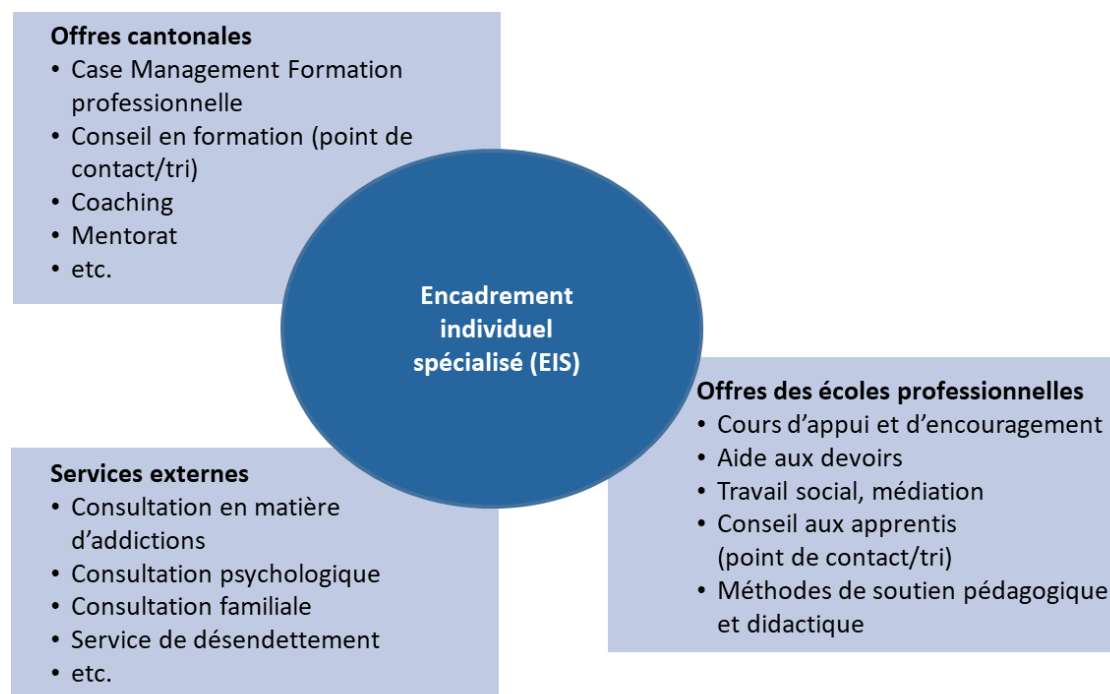 Offres cantonales
• Case Management Formation
professionnelle
• Conseil en formation (point de
contact/tri)
• Coaching
• Mentorat
• etc.
Encadrement
individuel
spécialisé (EIS)
Offres des écoles professionnelles
• Cours d’appui et d’encouragement
• Aide aux devoirs
• Travail social, médiation
• Conseil aux apprentis
(point de contact/tri)
• Méthodes de soutien pédagogique
et didactique
Services externes
• Consultation en matière
d’addictions
• Consultation psychologique
• Consultation familiale
• Service de désendettement
• etc.